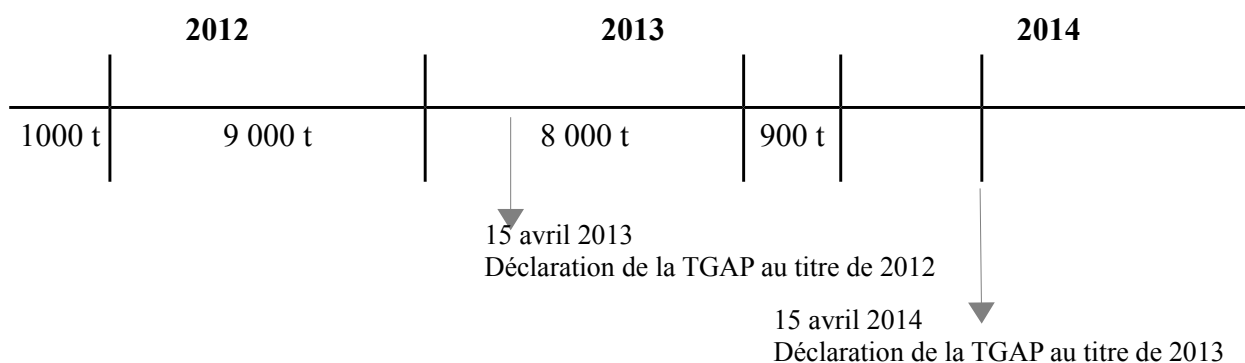 2012 2013 2014
1000 t 9 000 t 8 000 t 900 t
15 avril 2013
Déclaration de la TGAP au titre de 2012
15 avril 2014
Déclaration de la TGAP au titre de 2013